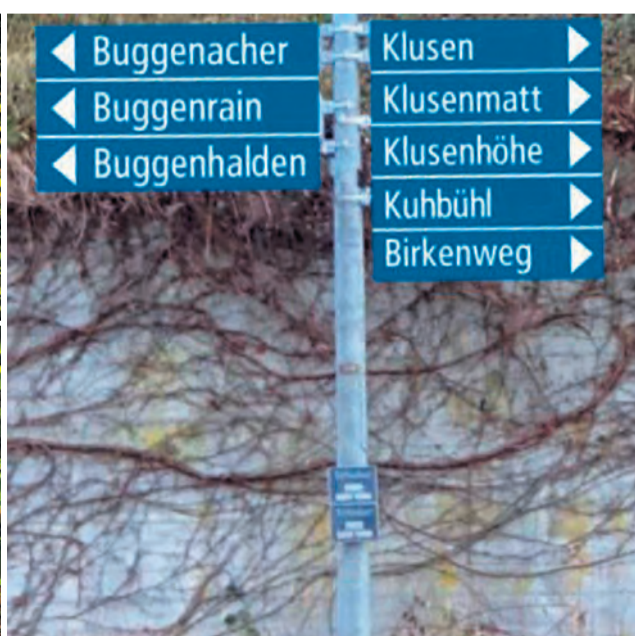 Buggenacher
Buggenrain
Buggenhalden
Klusen
Klusenmatt
Klusenhöhe
Kuhbühl
Birkenweg